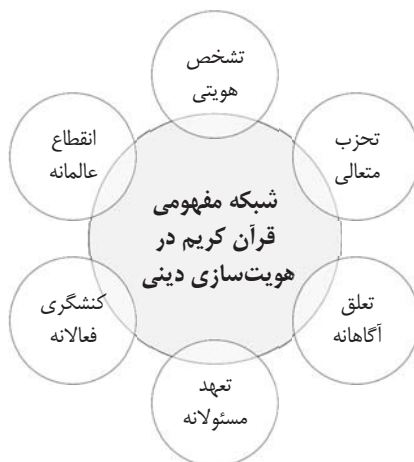 تشخص
هویتی
تحزب
متعالی
تعلق
آگاهانه
تعهد
مسئولانه
کنشگری
فعالانه
انقطاع
عالمانه
شبکه مفهومی
قرآن کریم در
هویت‌سازی دینی